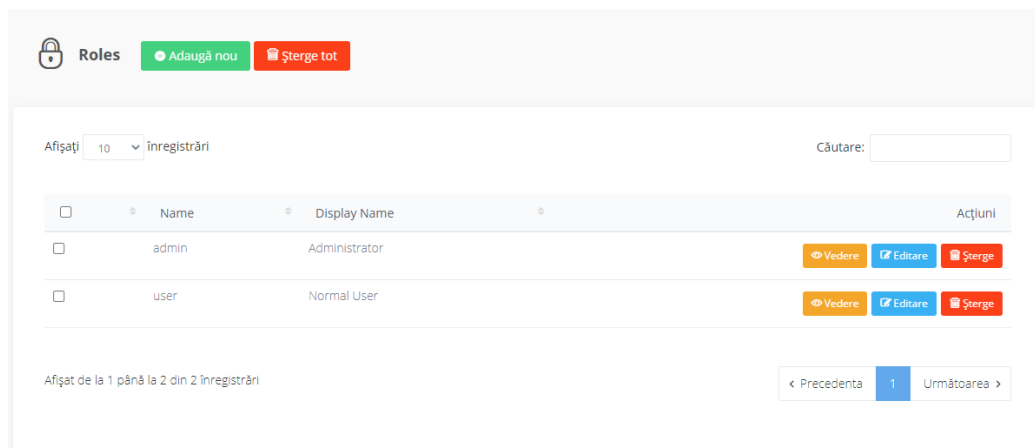 Roles Adaugă nou Șterge tot
Afișați 10 înregistrări Căutare:
Name Display Name Acțiuni
admin Administrator Vedere Editare Șterge
user Normal User Vedere Editare Șterge
Afișat de la 1 până la 2 din 2 înregistrări ‹ Precedenta 1 Următoarea ›